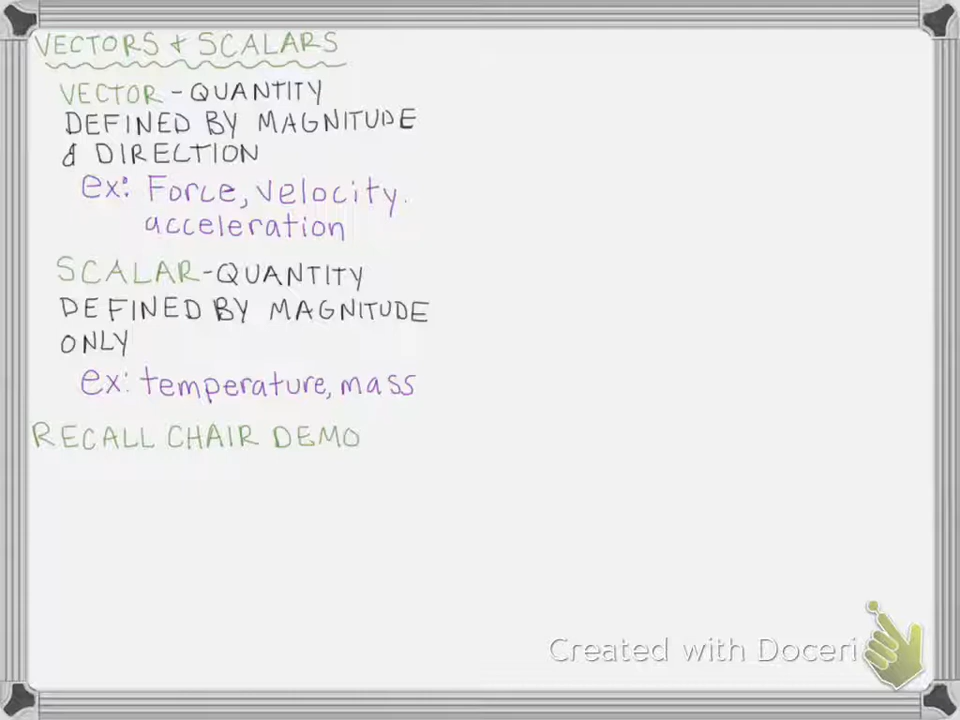 VECTORS & SCALARS
VECTOR - QUANTITY
DEFINED BY MAGNITUDE
& DIRECTION
ex: Force, velocity.
acceleration
SCALAR - QUANTITY
DEFINED BY MAGNITUDE
ONLY
ex: temperature, mass
RECALL CHAIR DEMO
Created with Doceri